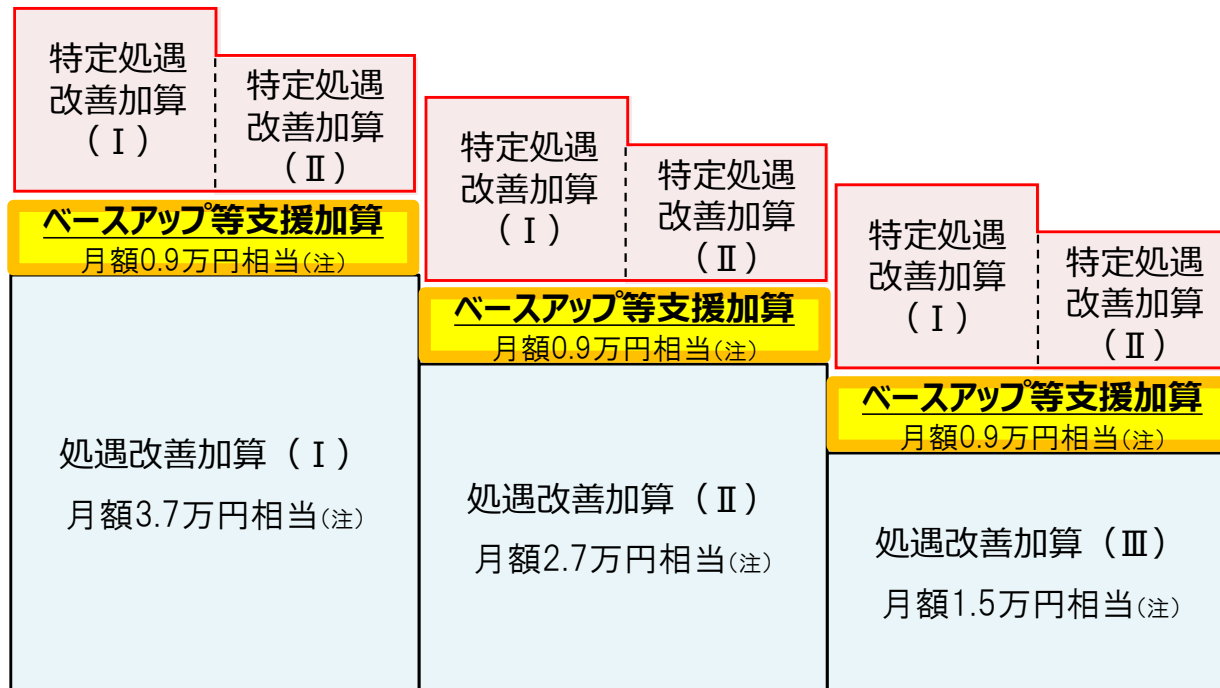 特定処遇
改善加算
（Ⅰ）
特定処遇
改善加算
（Ⅱ）
ベースアップ等支援加算
月額0.9万円相当(注)
処遇改善加算（Ⅰ）
月額3.7万円相当(注)
特定処遇
改善加算
（Ⅰ）
特定処遇
改善加算
（Ⅱ）
ベースアップ等支援加算
月額0.9万円相当(注)
処遇改善加算（Ⅱ）
月額2.7万円相当(注)
特定処遇
改善加算
（Ⅰ）
特定処遇
改善加算
（Ⅱ）
ベースアップ等支援加算
月額0.9万円相当(注)
処遇改善加算（Ⅲ）
月額1.5万円相当(注)